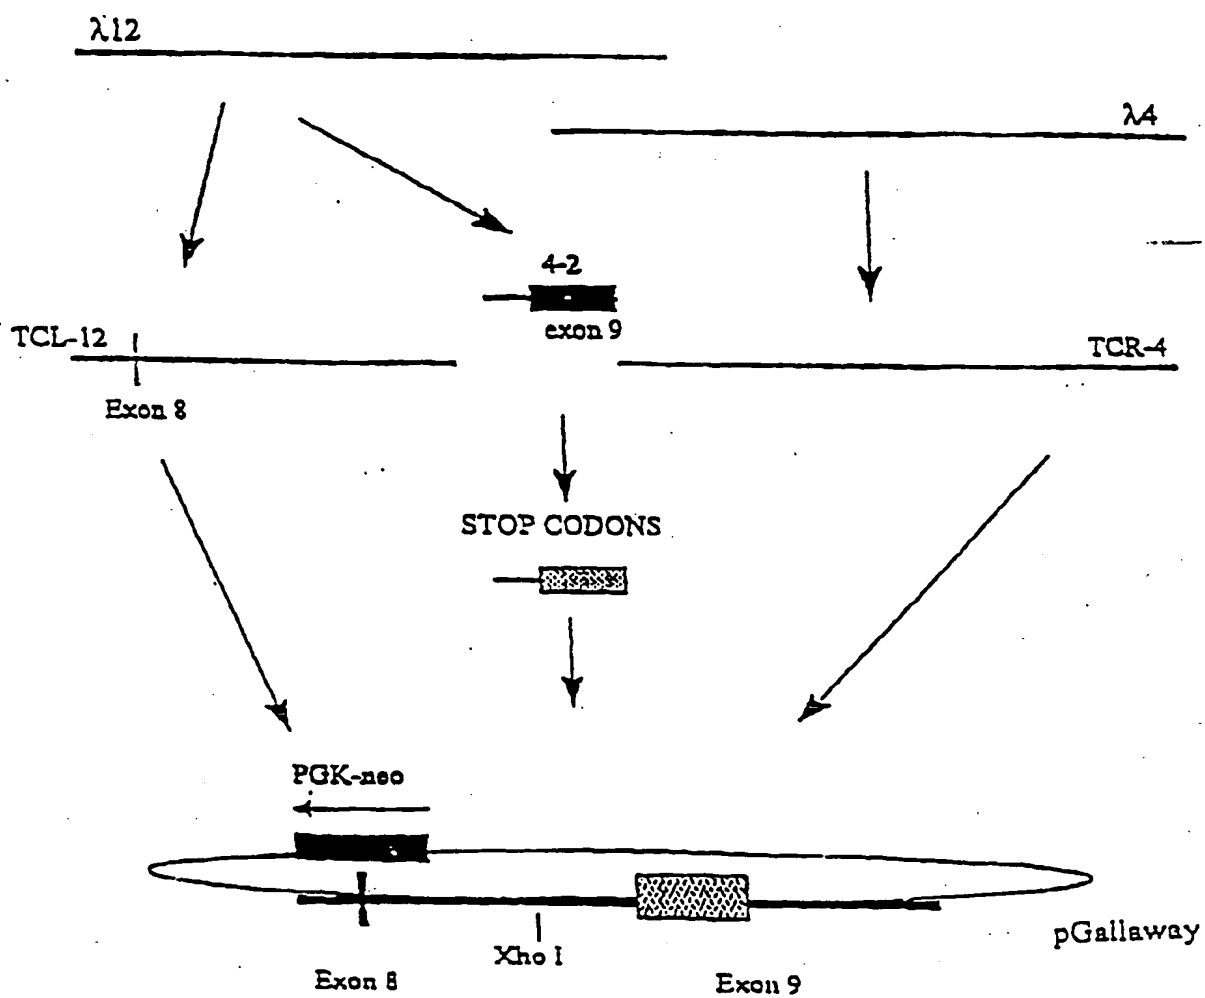 λ12
λ4
4-2
exon 9
TCL-12
TCR-4
Exon 8
STOP CODONS
PGK-neo
Xho I
pGallaway
Exon 8
Exon 9